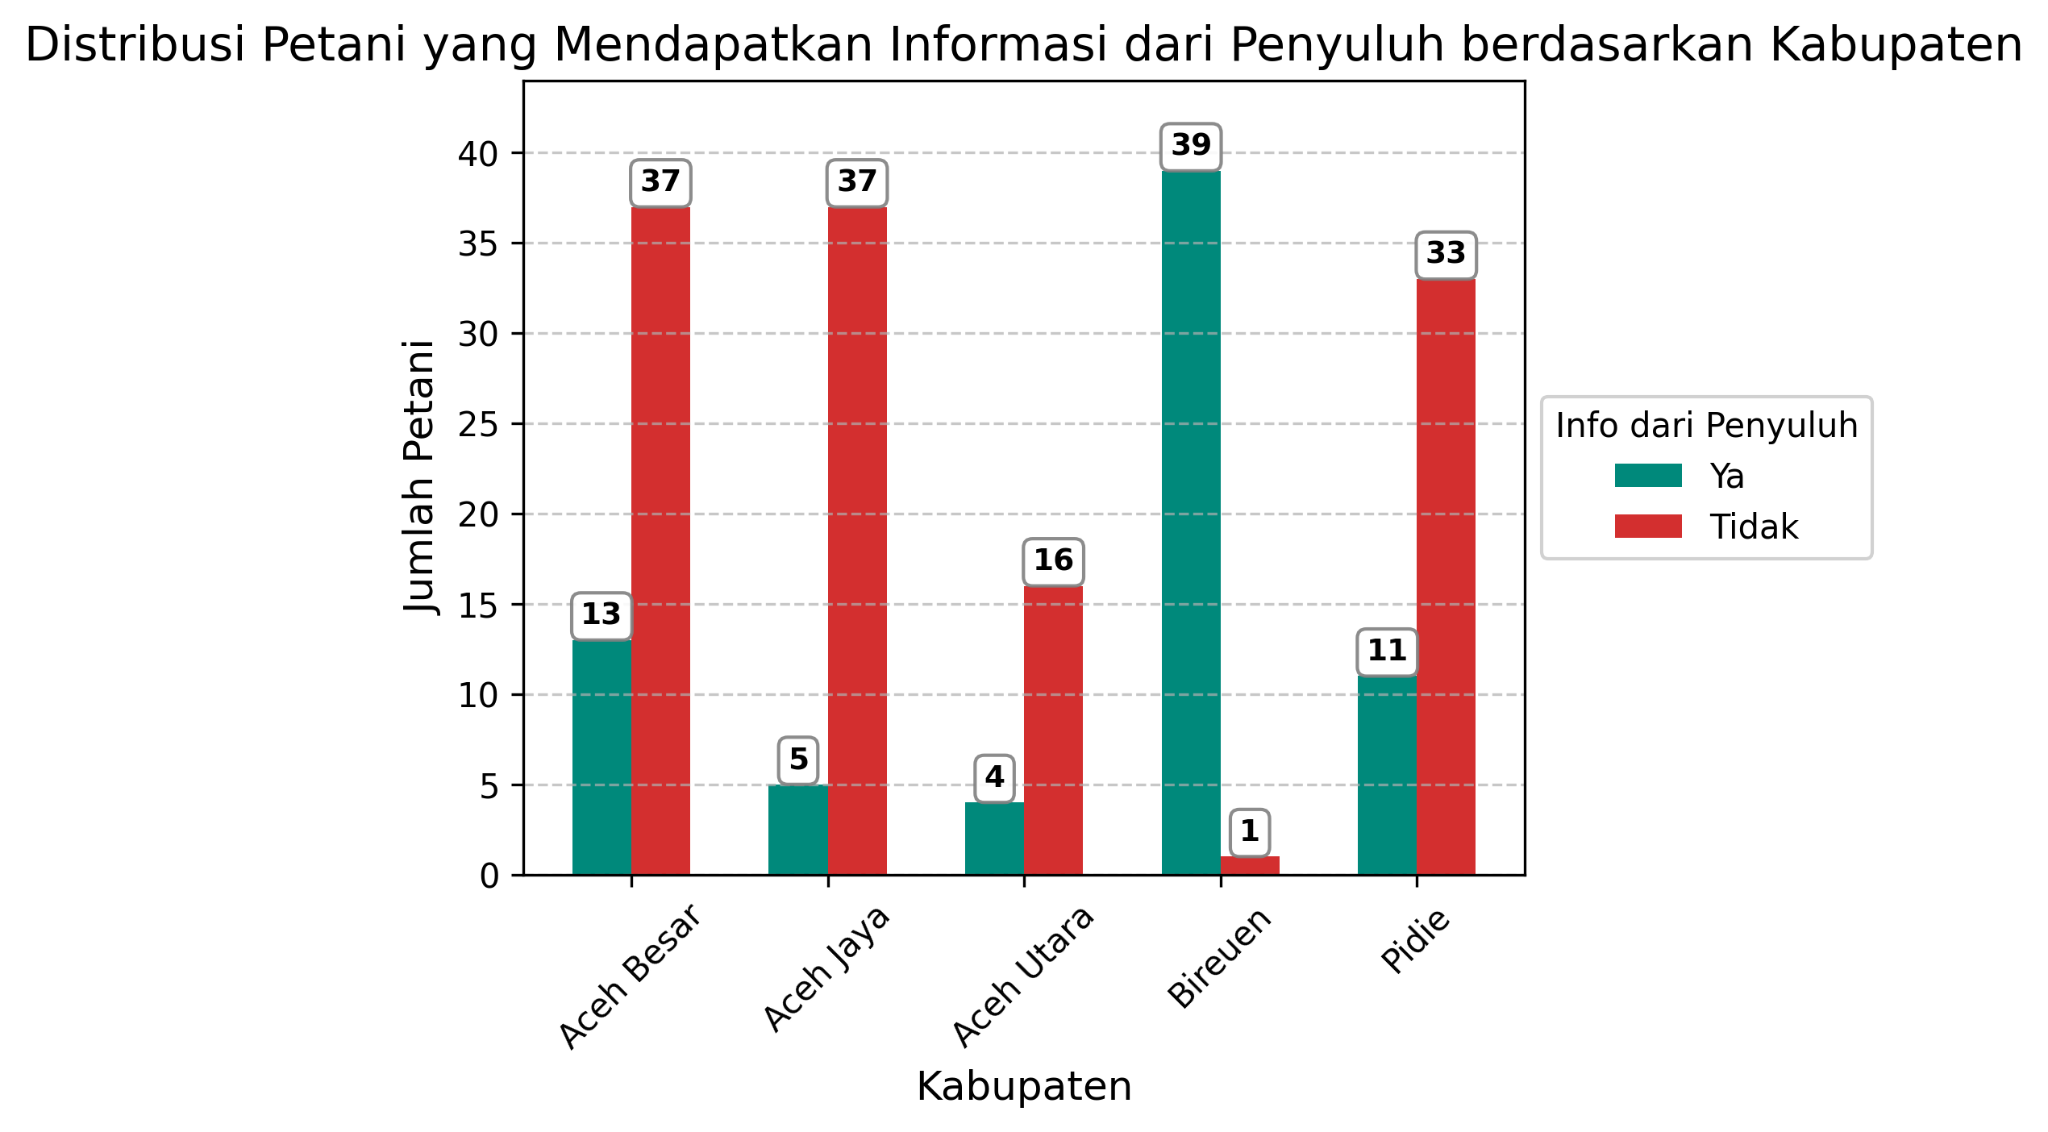 Distribusi Petani yang Mendapatkan Informasi dari Penyuluh berdasarkan Kabupaten
Jumlah Petani
40
35
30
25
20
15
10
5
0
13
37
5
37
4
16
39
1
11
33
Aceh Besar
Aceh Jaya
Aceh Utara
Bireuen
Pidie
Kabupaten
Info dari Penyuluh
Ya
Tidak